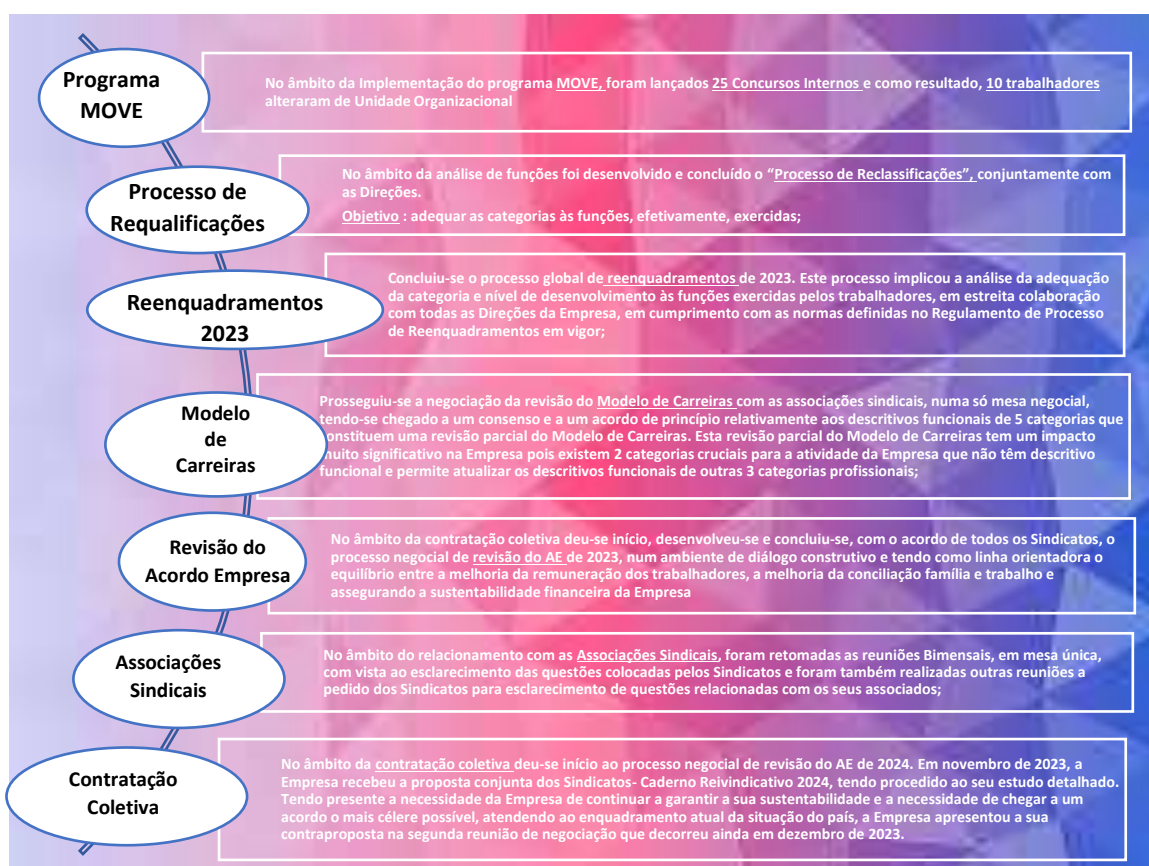 Programa
MOVE
No âmbito da Implementação do programa MOVE, foram lançados 25 Concursos Internos e como resultado, 10 trabalhadores
alteraram de Unidade Organizacional
Processo de
Requalificações
No âmbito da análise de funções foi desenvolvido e concluído o “Processo de Reclassificações”, conjuntamente com
as Direções.
Objetivo : adequar as categorias às funções, efetivamente, exercidas;
Reenquadramentos
2023
Concluiu-se o processo global de reenquadramentos de 2023. Este processo implicou a análise da adequação
da categoria e nível de desenvolvimento às funções exercidas pelos trabalhadores, em estreita colaboração
com todas as Direções da Empresa, em cumprimento com as normas definidas no Regulamento de Processo
de Reenquadramentos em vigor;
Modelo
de
Carreiras
Prosseguiu-se a negociação da revisão do Modelo de Carreiras com as associações sindicais, numa só mesa negocial,
tendo-se chegado a um consenso e a um acordo de princípio relativamente aos descritivos funcionais de 5 categorias que
constituem uma revisão parcial do Modelo de Carreiras. Esta revisão parcial do Modelo de Carreiras tem um impacto
muito significativo na Empresa pois existem 2 categorias cruciais para a atividade da Empresa que não têm descritivo
funcional e permite atualizar os descritivos funcionais de outras 3 categorias profissionais;
Revisão do
Acordo Empresa
No âmbito da contratação coletiva deu-se início, desenvolveu-se e concluiu-se, com o acordo de todos os Sindicatos, o
processo negocial de revisão do AE de 2023, num ambiente de diálogo construtivo e tendo como linha orientadora o
equilíbrio entre a melhoria da remuneração dos trabalhadores, a melhoria da conciliação família e trabalho e
assegurando a sustentabilidade financeira da Empresa
Associações
Sindicais
No âmbito do relacionamento com as Associações Sindicais, foram retomadas as reuniões Bimensais, em mesa única,
com vista ao esclarecimento das questões colocadas pelos Sindicatos e foram também realizadas outras reuniões a
pedido dos Sindicatos para esclarecimento de questões relacionadas com os seus associados;
Contratação
Coletiva
No âmbito da contratação coletiva deu-se início ao processo negocial de revisão do AE de 2024. Em novembro de 2023, a
Empresa recebeu a proposta conjunta dos Sindicatos- Caderno Reivindicativo 2024, tendo procedido ao seu estudo detalhado.
Tendo presente a necessidade da Empresa de continuar a garantir a sua sustentabilidade e a necessidade de chegar a um
acordo o mais célere possível, atendendo ao enquadramento atual da situação do país, a Empresa apresentou a sua
contraproposta na segunda reunião de negociação que decorreu ainda em dezembro de 2023.